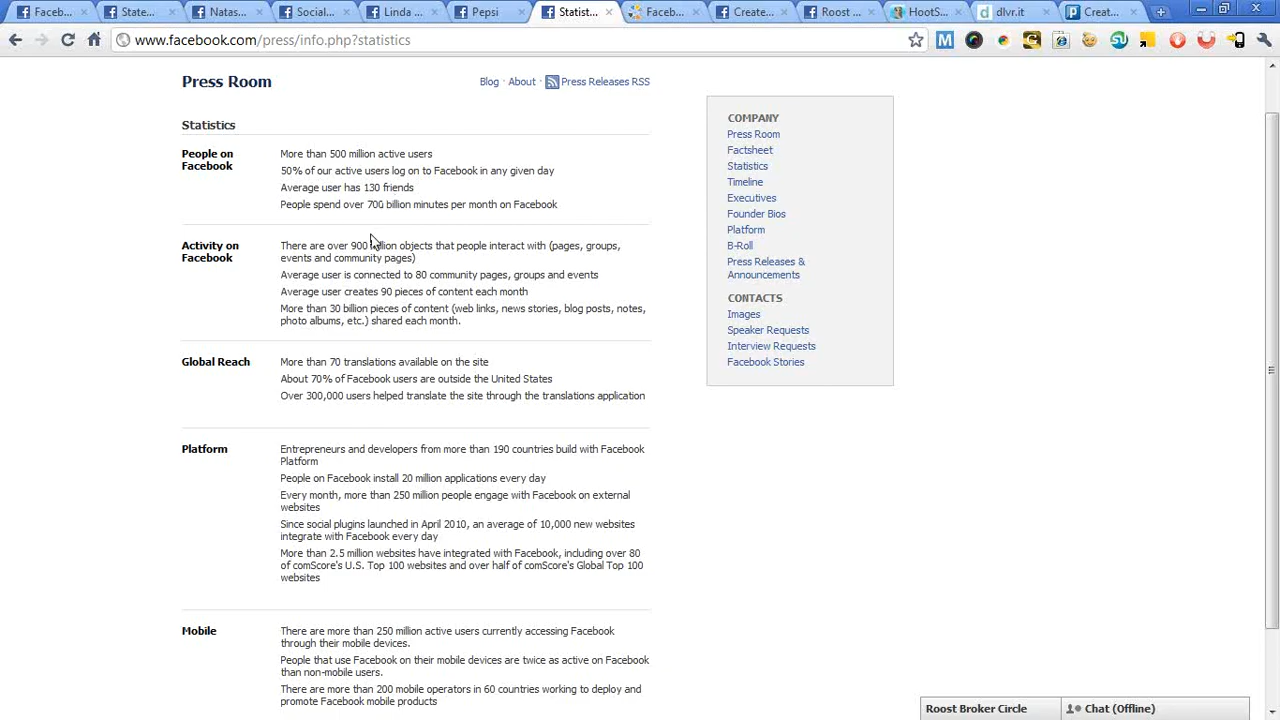 Faceb...
State...
Natas...
Social...
Linda ...
Pepsi
Statist...
Faceb...
Create...
Roost ...
HootS...
dlvr.it
Creat...
www.facebook.com/press/info.php?statistics
Press Room
Blog · About · Press Releases RSS
Statistics
People on
Facebook
More than 500 million active users
50% of our active users log on to Facebook in any given day
Average user has 130 friends
People spend over 700 billion minutes per month on Facebook
Activity on
Facebook
There are over 900 million objects that people interact with (pages, groups,
events and community pages)
Average user is connected to 80 community pages, groups and events
Average user creates 90 pieces of content each month
More than 30 billion pieces of content (web links, news stories, blog posts, notes,
photo albums, etc.) shared each month.
Global Reach
More than 70 translations available on the site
About 70% of Facebook users are outside the United States
Over 300,000 users helped translate the site through the translations application
Platform
Entrepreneurs and developers from more than 190 countries build with Facebook
Platform
People on Facebook install 20 million applications every day
Every month, more than 250 million people engage with Facebook on external
websites
Since social plugins launched in April 2010, an average of 10,000 new websites
integrate with Facebook every day
More than 2.5 million websites have integrated with Facebook, including over 80
of comScore's U.S. Top 100 websites and over half of comScore's Global Top 100
websites
Mobile
There are more than 250 million active users currently accessing Facebook
through their mobile devices.
People that use Facebook on their mobile devices are twice as active on Facebook
than non-mobile users.
There are more than 200 mobile operators in 60 countries working to deploy and
promote Facebook mobile products
COMPANY
Press Room
Factsheet
Statistics
Timeline
Executives
Founder Bios
Platform
B-Roll
Press Releases &
Announcements
CONTACTS
Images
Speaker Requests
Interview Requests
Facebook Stories
Roost Broker Circle
Chat (Offline)